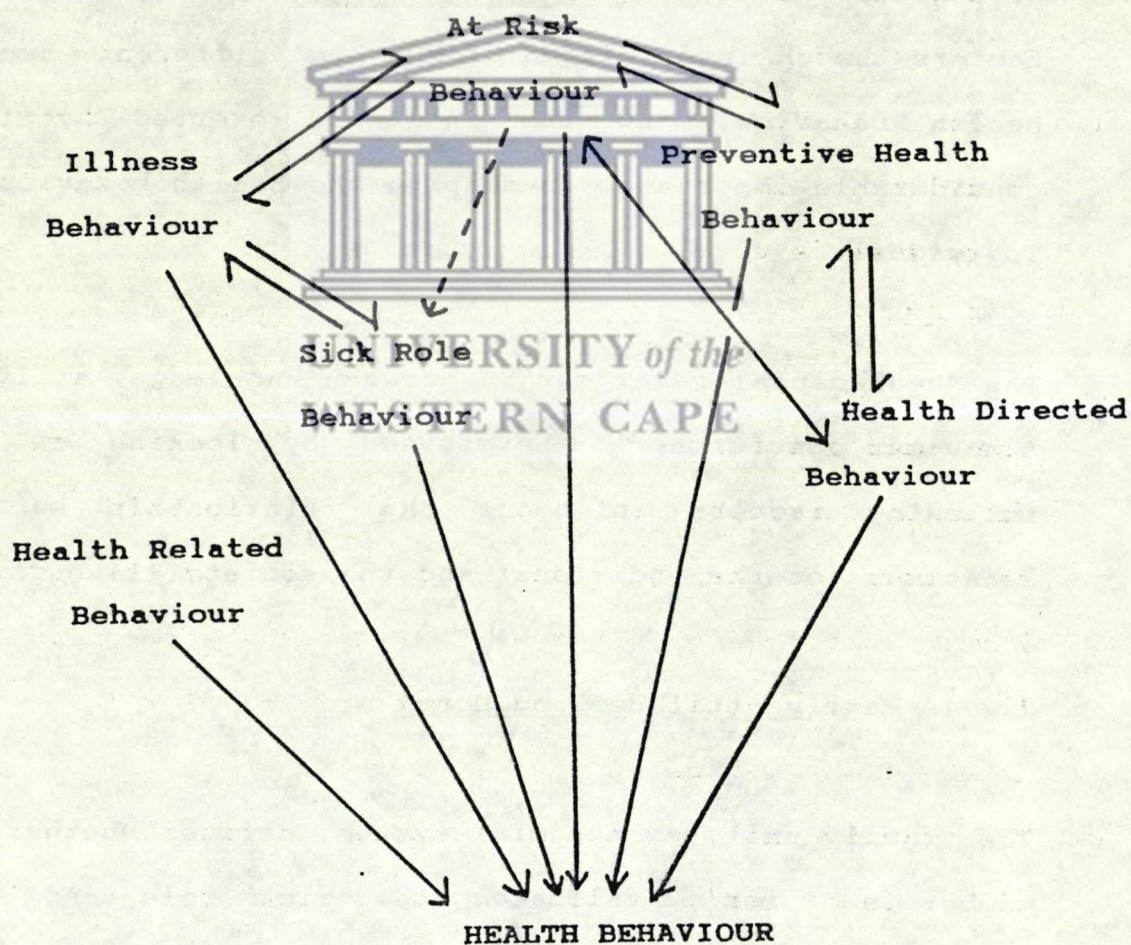 At Risk
Behaviour
Illness
Behaviour
Preventive Health
Behaviour
UNIVERSITY of the
WESTERN CAPE
Sick Role
Behaviour
Health Directed
Behaviour
Health Related
Behaviour
HEALTH BEHAVIOUR